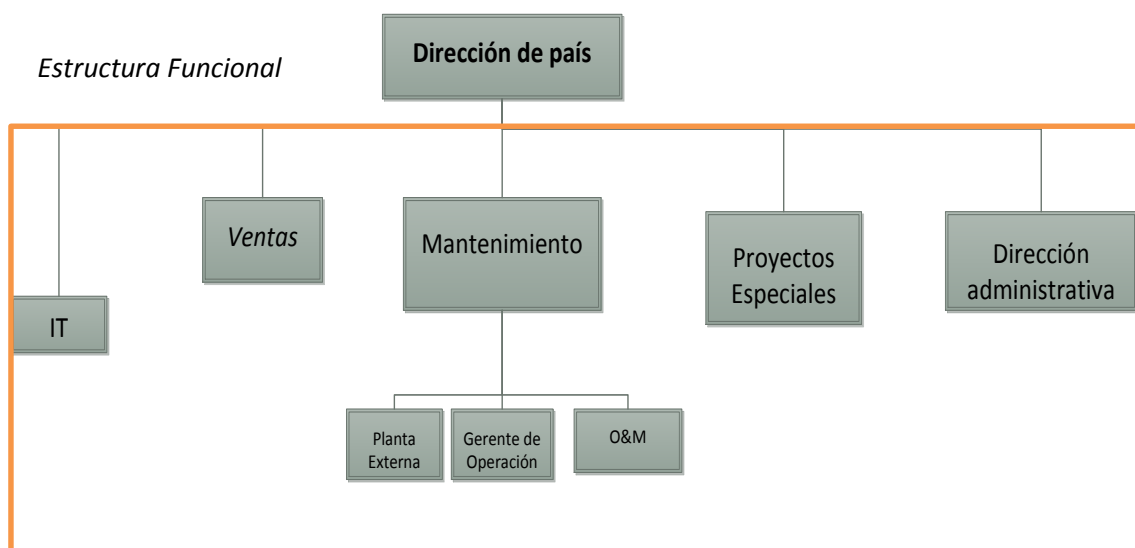 Dirección de país
Estructura Funcional
Ventas
Mantenimiento
Proyectos
Especiales
Dirección
administrativa
IT
Planta
Externa
Gerente de
Operación
O&M